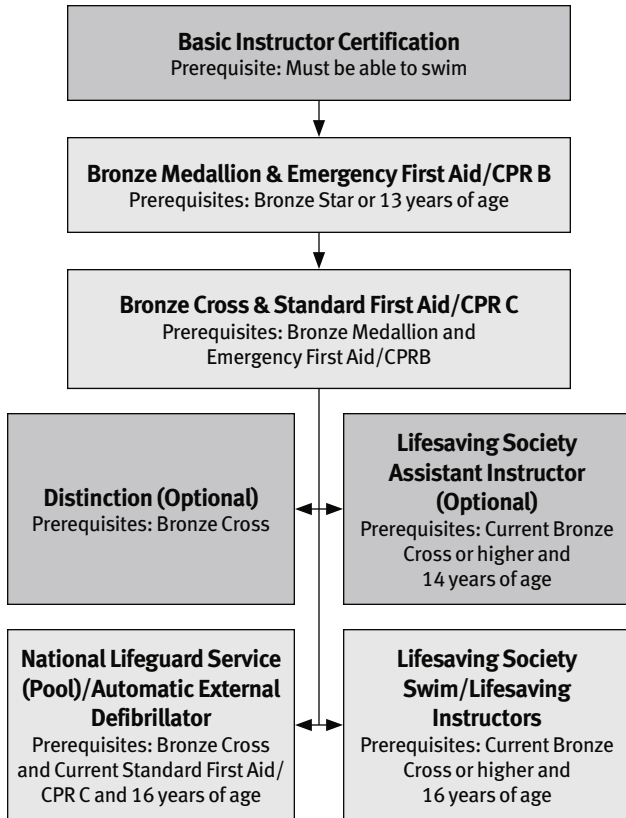 Basic Instructor Certification
Prerequisite: Must be able to swim
Bronze Medallion & Emergency First Aid/CPR B
Prerequisites: Bronze Star or 13 years of age
Bronze Cross & Standard First Aid/CPR C
Prerequisites: Bronze Medallion and
Emergency First Aid/CPRB
Distinction (Optional)
Prerequisites: Bronze Cross
Lifesaving Society
Assistant Instructor
(Optional)
Prerequisites: Current Bronze
Cross or higher and
14 years of age
National Lifeguard Service
(Pool)/Automatic External
Defibrillator
Prerequisites: Bronze Cross
and Current Standard First Aid/
CPR C and 16 years of age
Lifesaving Society
Swim/Lifesaving
Instructors
Prerequisites: Current Bronze
Cross or higher and
16 years of age